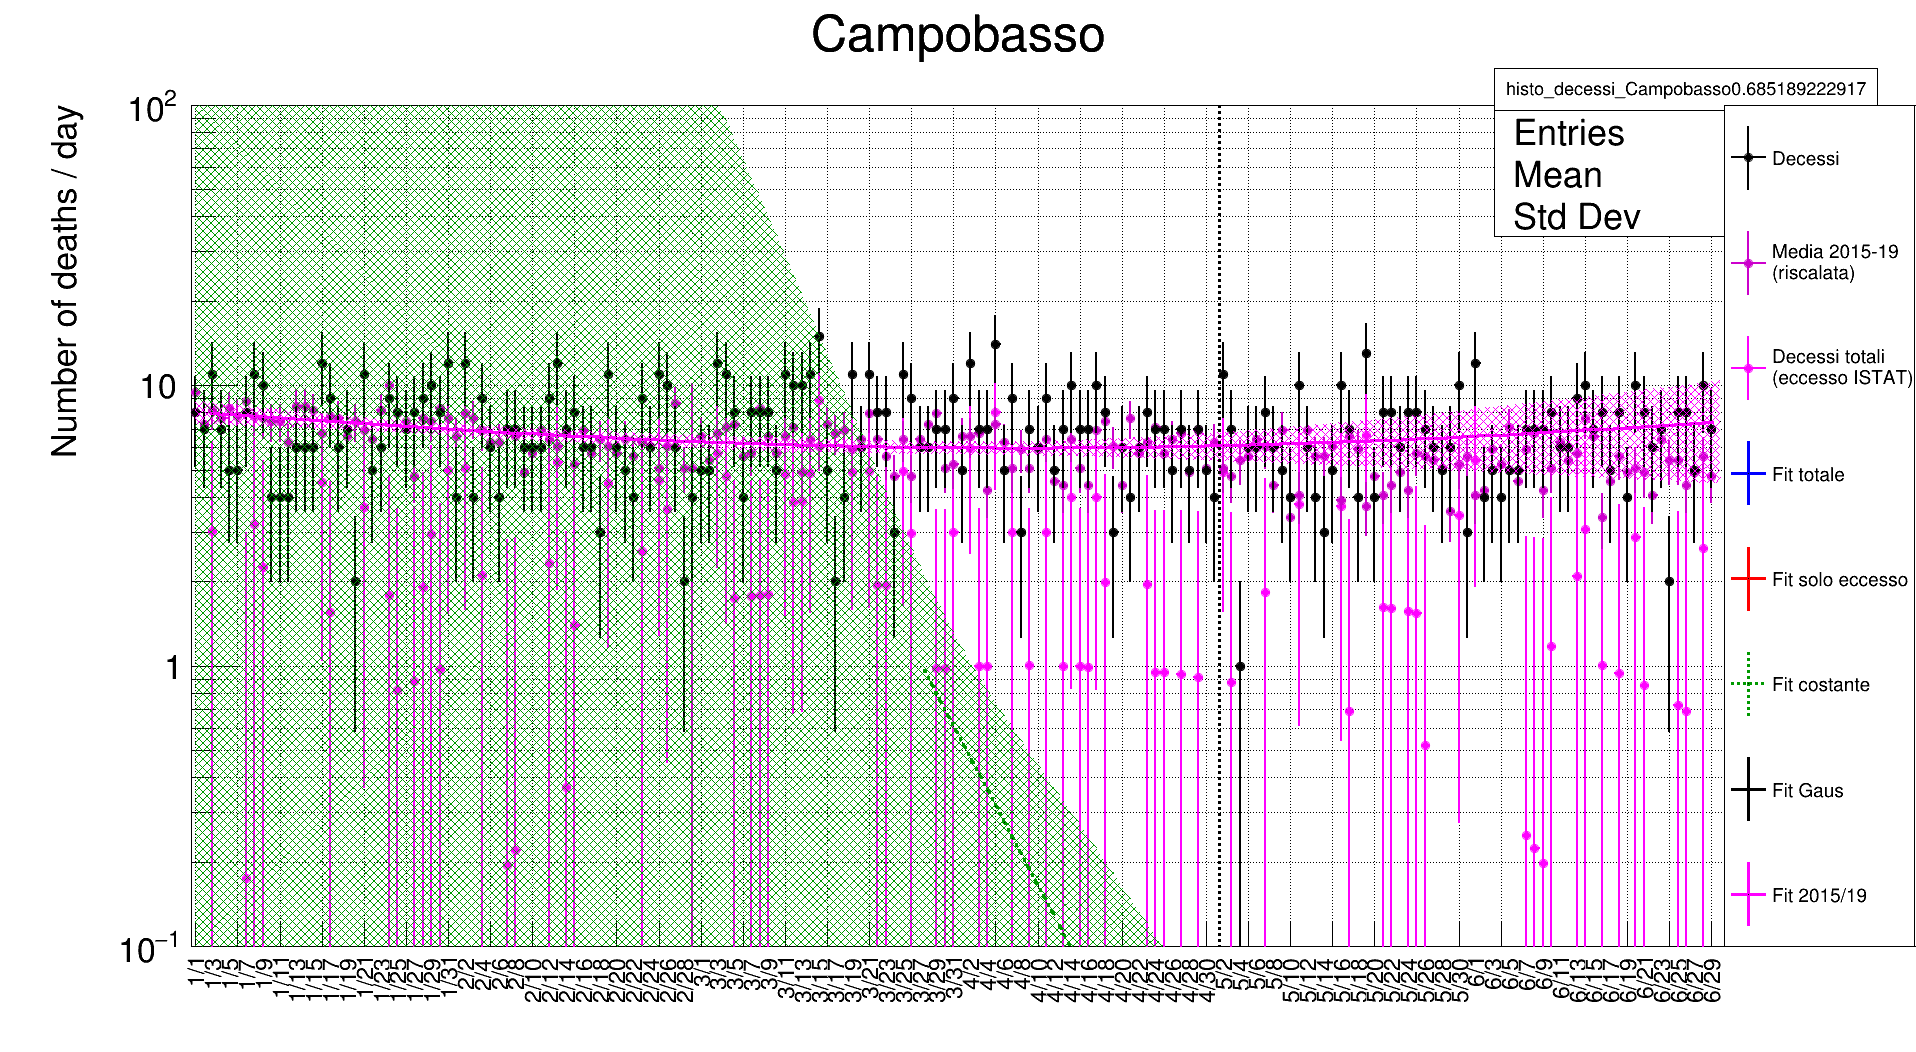 Campobasso
histo_decessi_Campobasso0.685189222917
Entries
Mean
Std Dev
Number of deaths / day
10²
10
1
10⁻¹
Decessi
Media 2015-19
(riscalata)
Decessi totali
(eccesso ISTAT)
Fit totale
Fit solo eccesso
Fit costante
Fit Gaus
Fit 2015/19
1/1 1/3 1/5 1/7 1/9 1/11 1/13 1/15 1/17 1/19 1/21 1/23 1/25 1/27 1/29 1/31 2/2 2/4 2/6 2/8 2/10 2/12 2/14 2/16 2/18 2/20 2/22 2/24 2/26 2/28 3/1 3/3 3/5 3/7 3/9 3/11 3/13 3/15 3/17 3/19 3/21 3/23 3/25 3/27 3/29 3/31 4/2 4/4 4/6 4/8 4/10 4/12 4/14 4/16 4/18 4/20 4/22 4/24 4/26 4/28 4/30 5/2 5/4 5/6 5/8 5/10 5/12 5/14 5/16 5/18 5/20 5/22 5/24 5/26 5/28 5/30 6/1 6/3 6/5 6/7 6/9 6/11 6/13 6/15 6/17 6/19 6/21 6/23 6/25 6/27 6/29